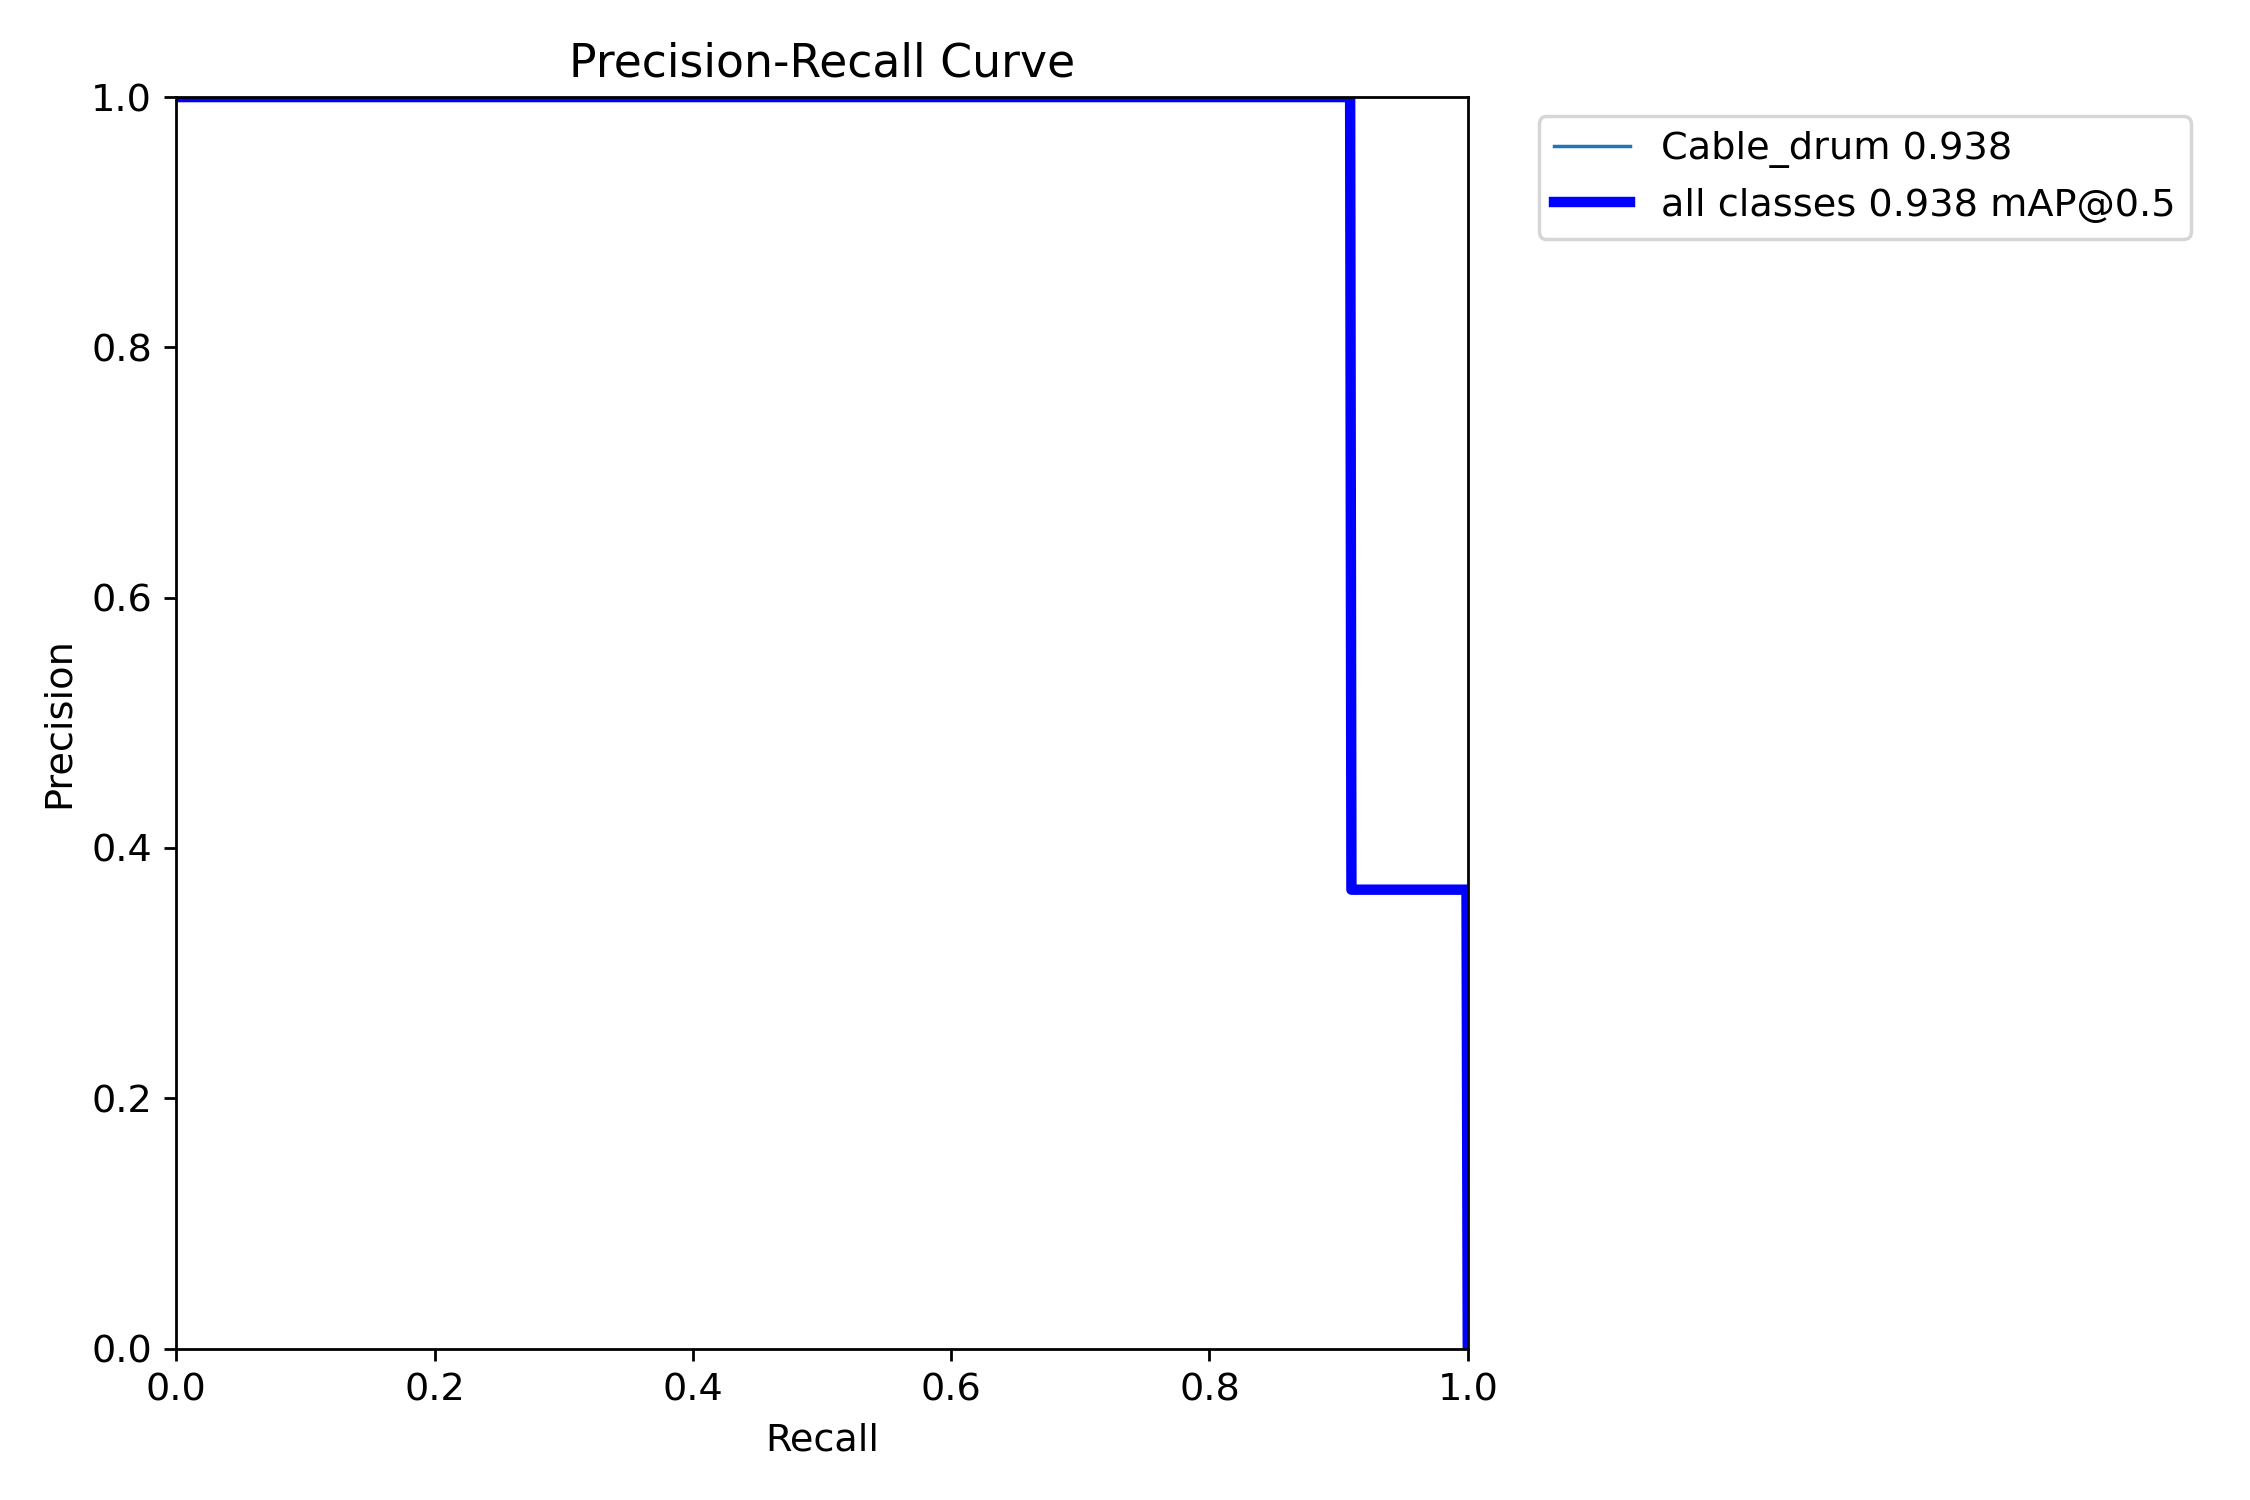 Precision-Recall Curve
1.0
0.8
0.6
0.4
0.2
0.0
Precision
0.0 0.2 0.4 0.6 0.8 1.0
Recall
Cable_drum 0.938
all classes 0.938 mAP@0.5